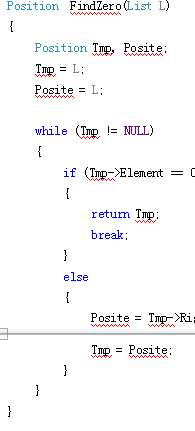 Position FindZero(List L)
{
Position Tmp, Posite;
Tmp = L;
Posite = L;
while (Tmp != NULL)
{
if (Tmp->Element ==
{
return Tmp;
break;
}
else
{
Posite = Tmp->Ri
Tmp = Posite;
}
}
}